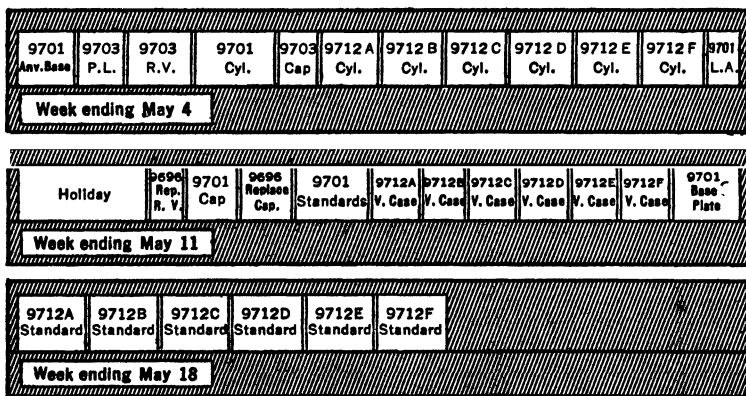 9701 9703 9703 9701 9703 9712 A 9712 B 9712 C 9712 D 9712 E 9712 F 9701
Anv. Base P.L. R.V. Cyl. Cap Cyl. Cyl. Cyl. Cyl. Cyl. Cyl. L.A.
Week ending May 4
Holiday 9696 Rep. R. V. 9701 Cap 9696 Replace Cap. 9701 Standards 9712A V. Case 9712B V. Case 9712C V. Case 9712D V. Case 9712E V. Case 9712F V. Case 9701 Base Plate
Week ending May 11
9712A 9712B 9712C 9712D 9712E 9712F
Standard Standard Standard Standard Standard Standard
Week ending May 18